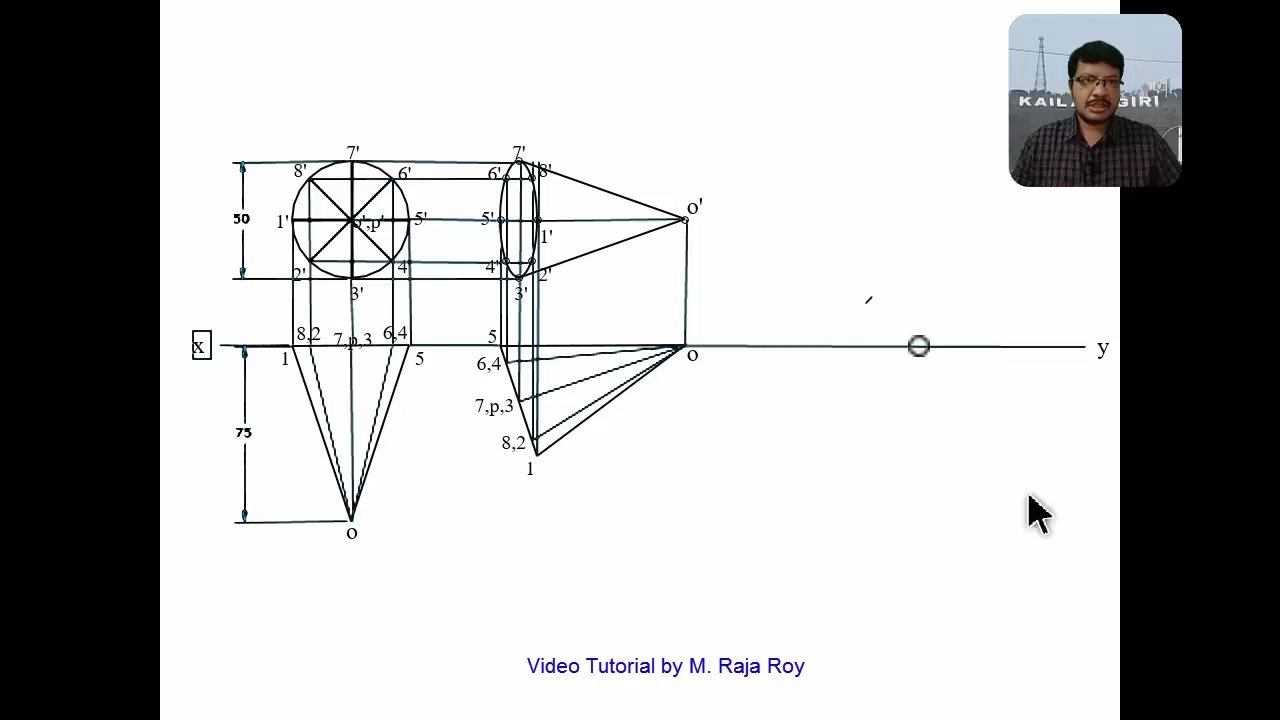 KAILASAGIRI
7' 7'
8' 6' 6' 8'
50 1' o',p' 5' 5' 1' o'
2' 4' 4' 2'
3' 3'
x 8,2 7,p,3 6,4 5 o y
1 5 6,4
75 7,p,3
8,2
1
o
Video Tutorial by M. Raja Roy